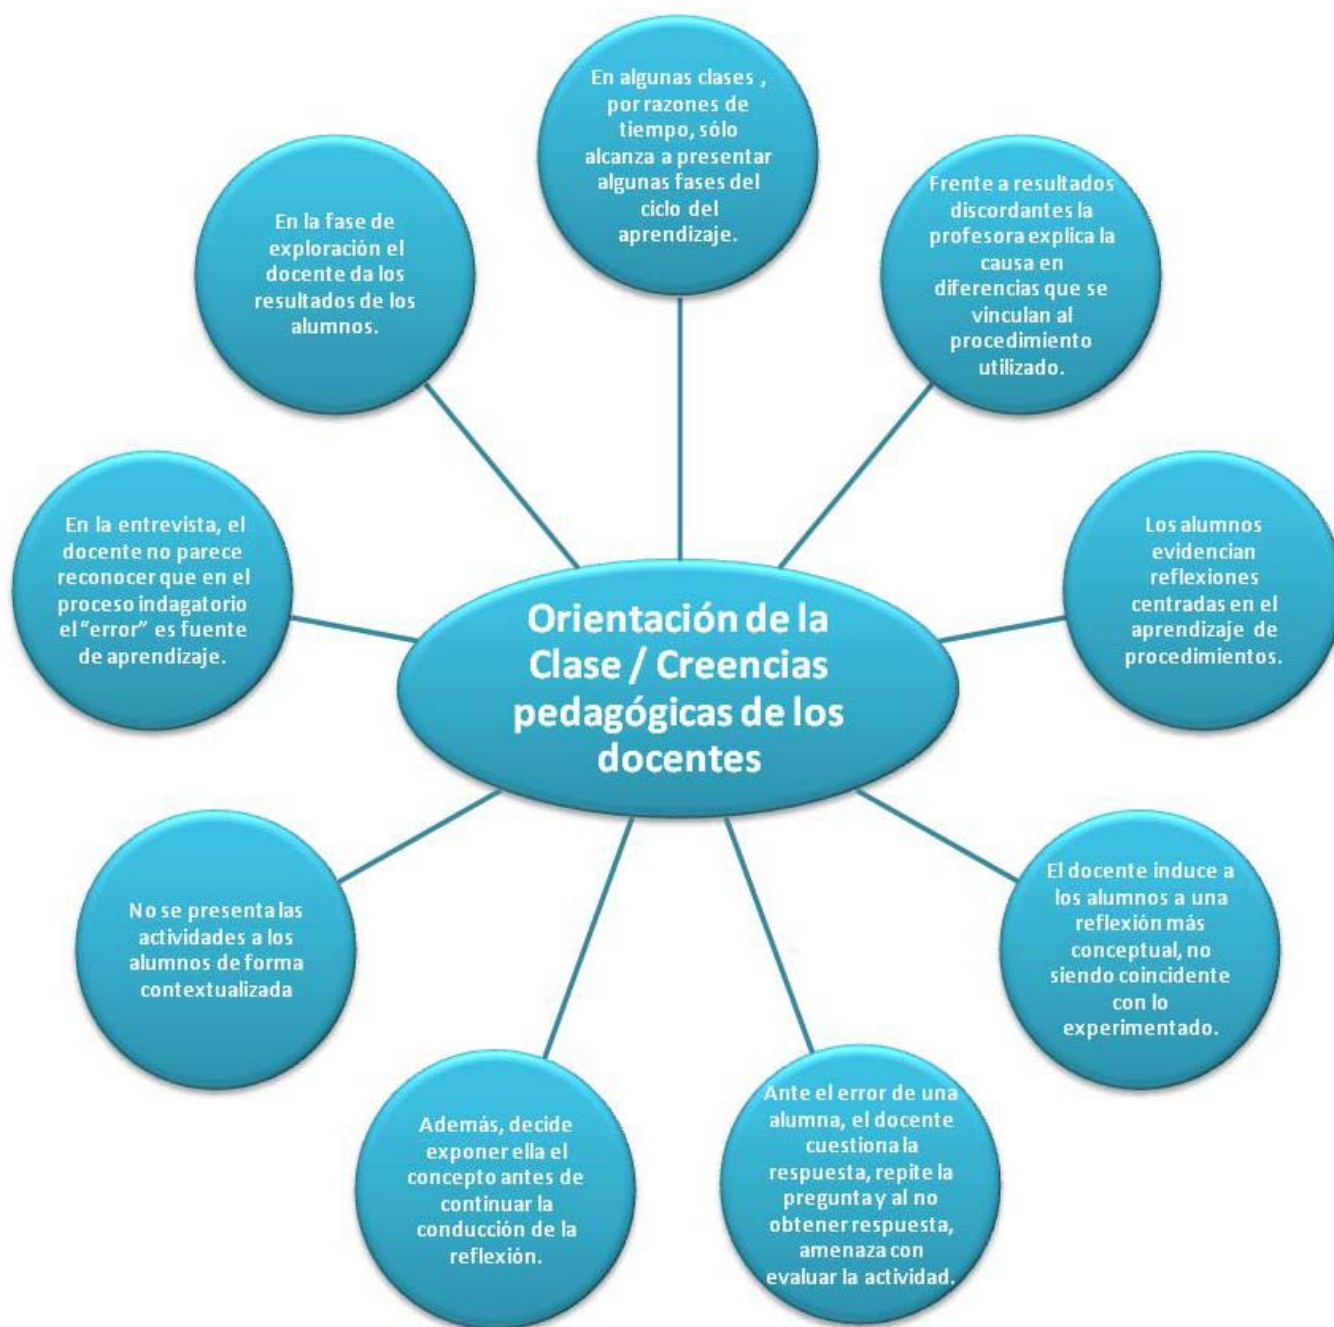 En algunas clases ,
por razones de
tiempo, sólo
alcanza a presentar
algunas fases del
ciclo del
aprendizaje.
Frente a resultados
discordantes la
profesora explica la
causa en
diferencias que se
vinculan al
procedimiento
utilizado.
Los alumnos
evidencian
reflexiones
centradas en el
aprendizaje de
procedimientos.
El docente induce a
los alumnos a una
reflexión más
conceptual, no
siendo coincidente
con lo
experimentado.
Ante el error de una
alumna, el docente
cuestiona la
respuesta, repite la
pregunta y al no
obtener respuesta,
amenaza con
evaluar la actividad.
Además, decide
exponer ella el
concepto antes de
continuar la
conducción de la
reflexión.
No se presenta las
actividades a los
alumnos de forma
contextualizada
En la entrevista, el
docente no parece
reconocer que en el
proceso indagatorio
el “error” es fuente
de aprendizaje.
En la fase de
exploración el
docente da los
resultados de los
alumnos.
Orientación de la
Clase / Creencias
pedagógicas de los
docentes